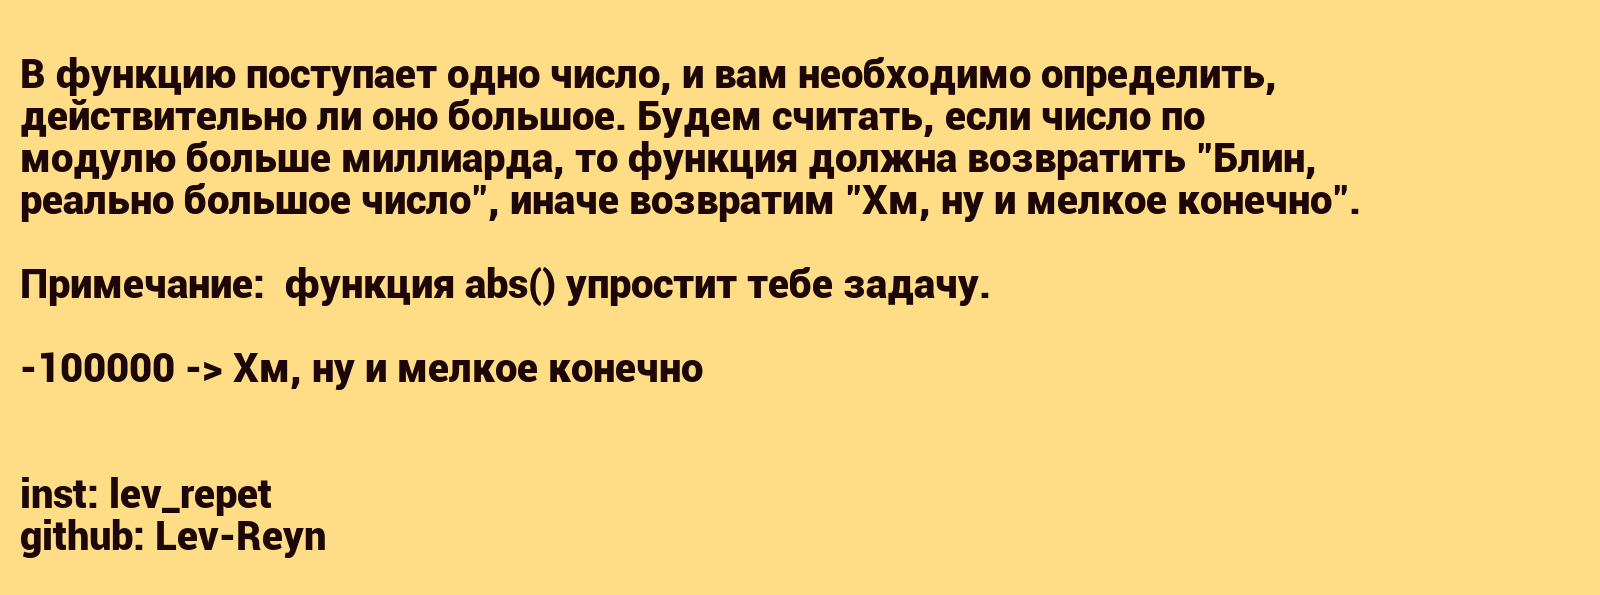 В функцию поступает одно число, и вам необходимо определить,
действительно ли оно большое. Будем считать, если число по
модулю больше миллиарда, то функция должна возвратить "Блин,
реально большое число", иначе возвратим "Хм, ну и мелкое конечно".
Примечание:  функция abs() упростит тебе задачу.
-100000 -> Хм, ну и мелкое конечно
inst: lev_repet
github: Lev-Reyn